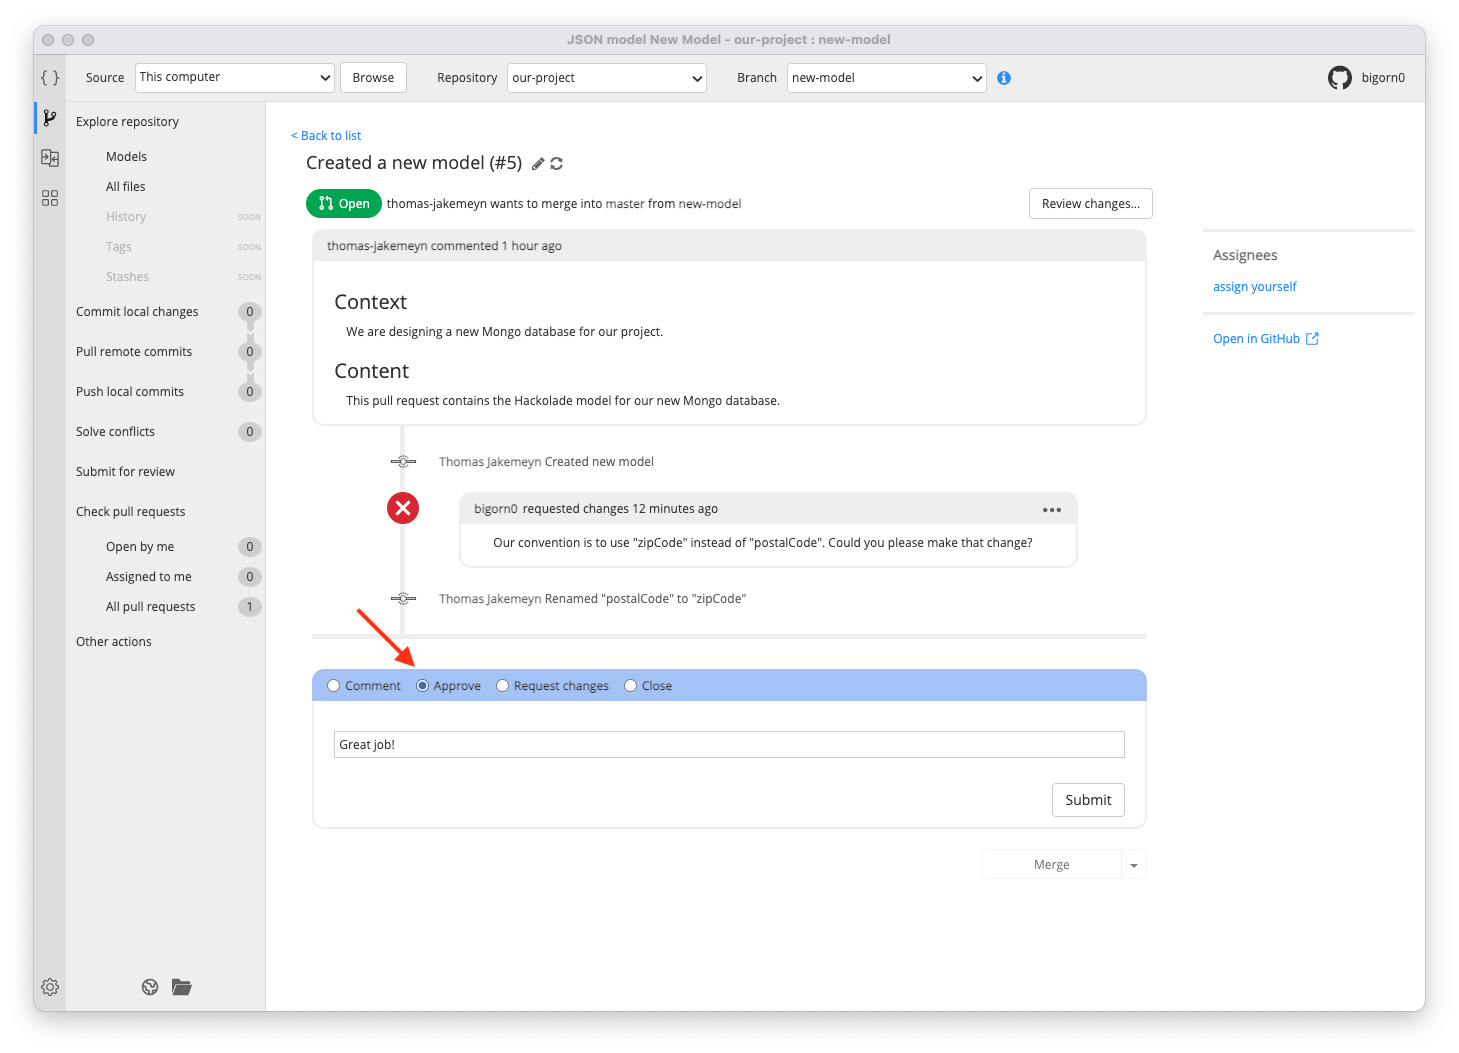 JSON model New Model - our-project : new-model
Source This computer Browse Repository our-project Branch new-model bigorn0
Explore repository
Models
All files
History SOON
Tags SOON
Stashes SOON
Commit local changes 0
Pull remote commits 0
Push local commits 0
Solve conflicts 0
Submit for review
Check pull requests
Open by me 0
Assigned to me 0
All pull requests 1
Other actions
< Back to list
Created a new model (#5)
Open thomas-jakemeyn wants to merge into master from new-model Review changes...
thomas-jakemeyn commented 1 hour ago
Context
We are designing a new Mongo database for our project.
Content
This pull request contains the Hackolade model for our new Mongo database.
Thomas Jakemeyn Created new model
bigorn0 requested changes 12 minutes ago
Our convention is to use "zipCode" instead of "postalCode". Could you please make that change?
Thomas Jakemeyn Renamed "postalCode" to "zipCode"
Comment Approve Request changes Close
Great job!
Submit
Merge
Assignees
assign yourself
Open in GitHub